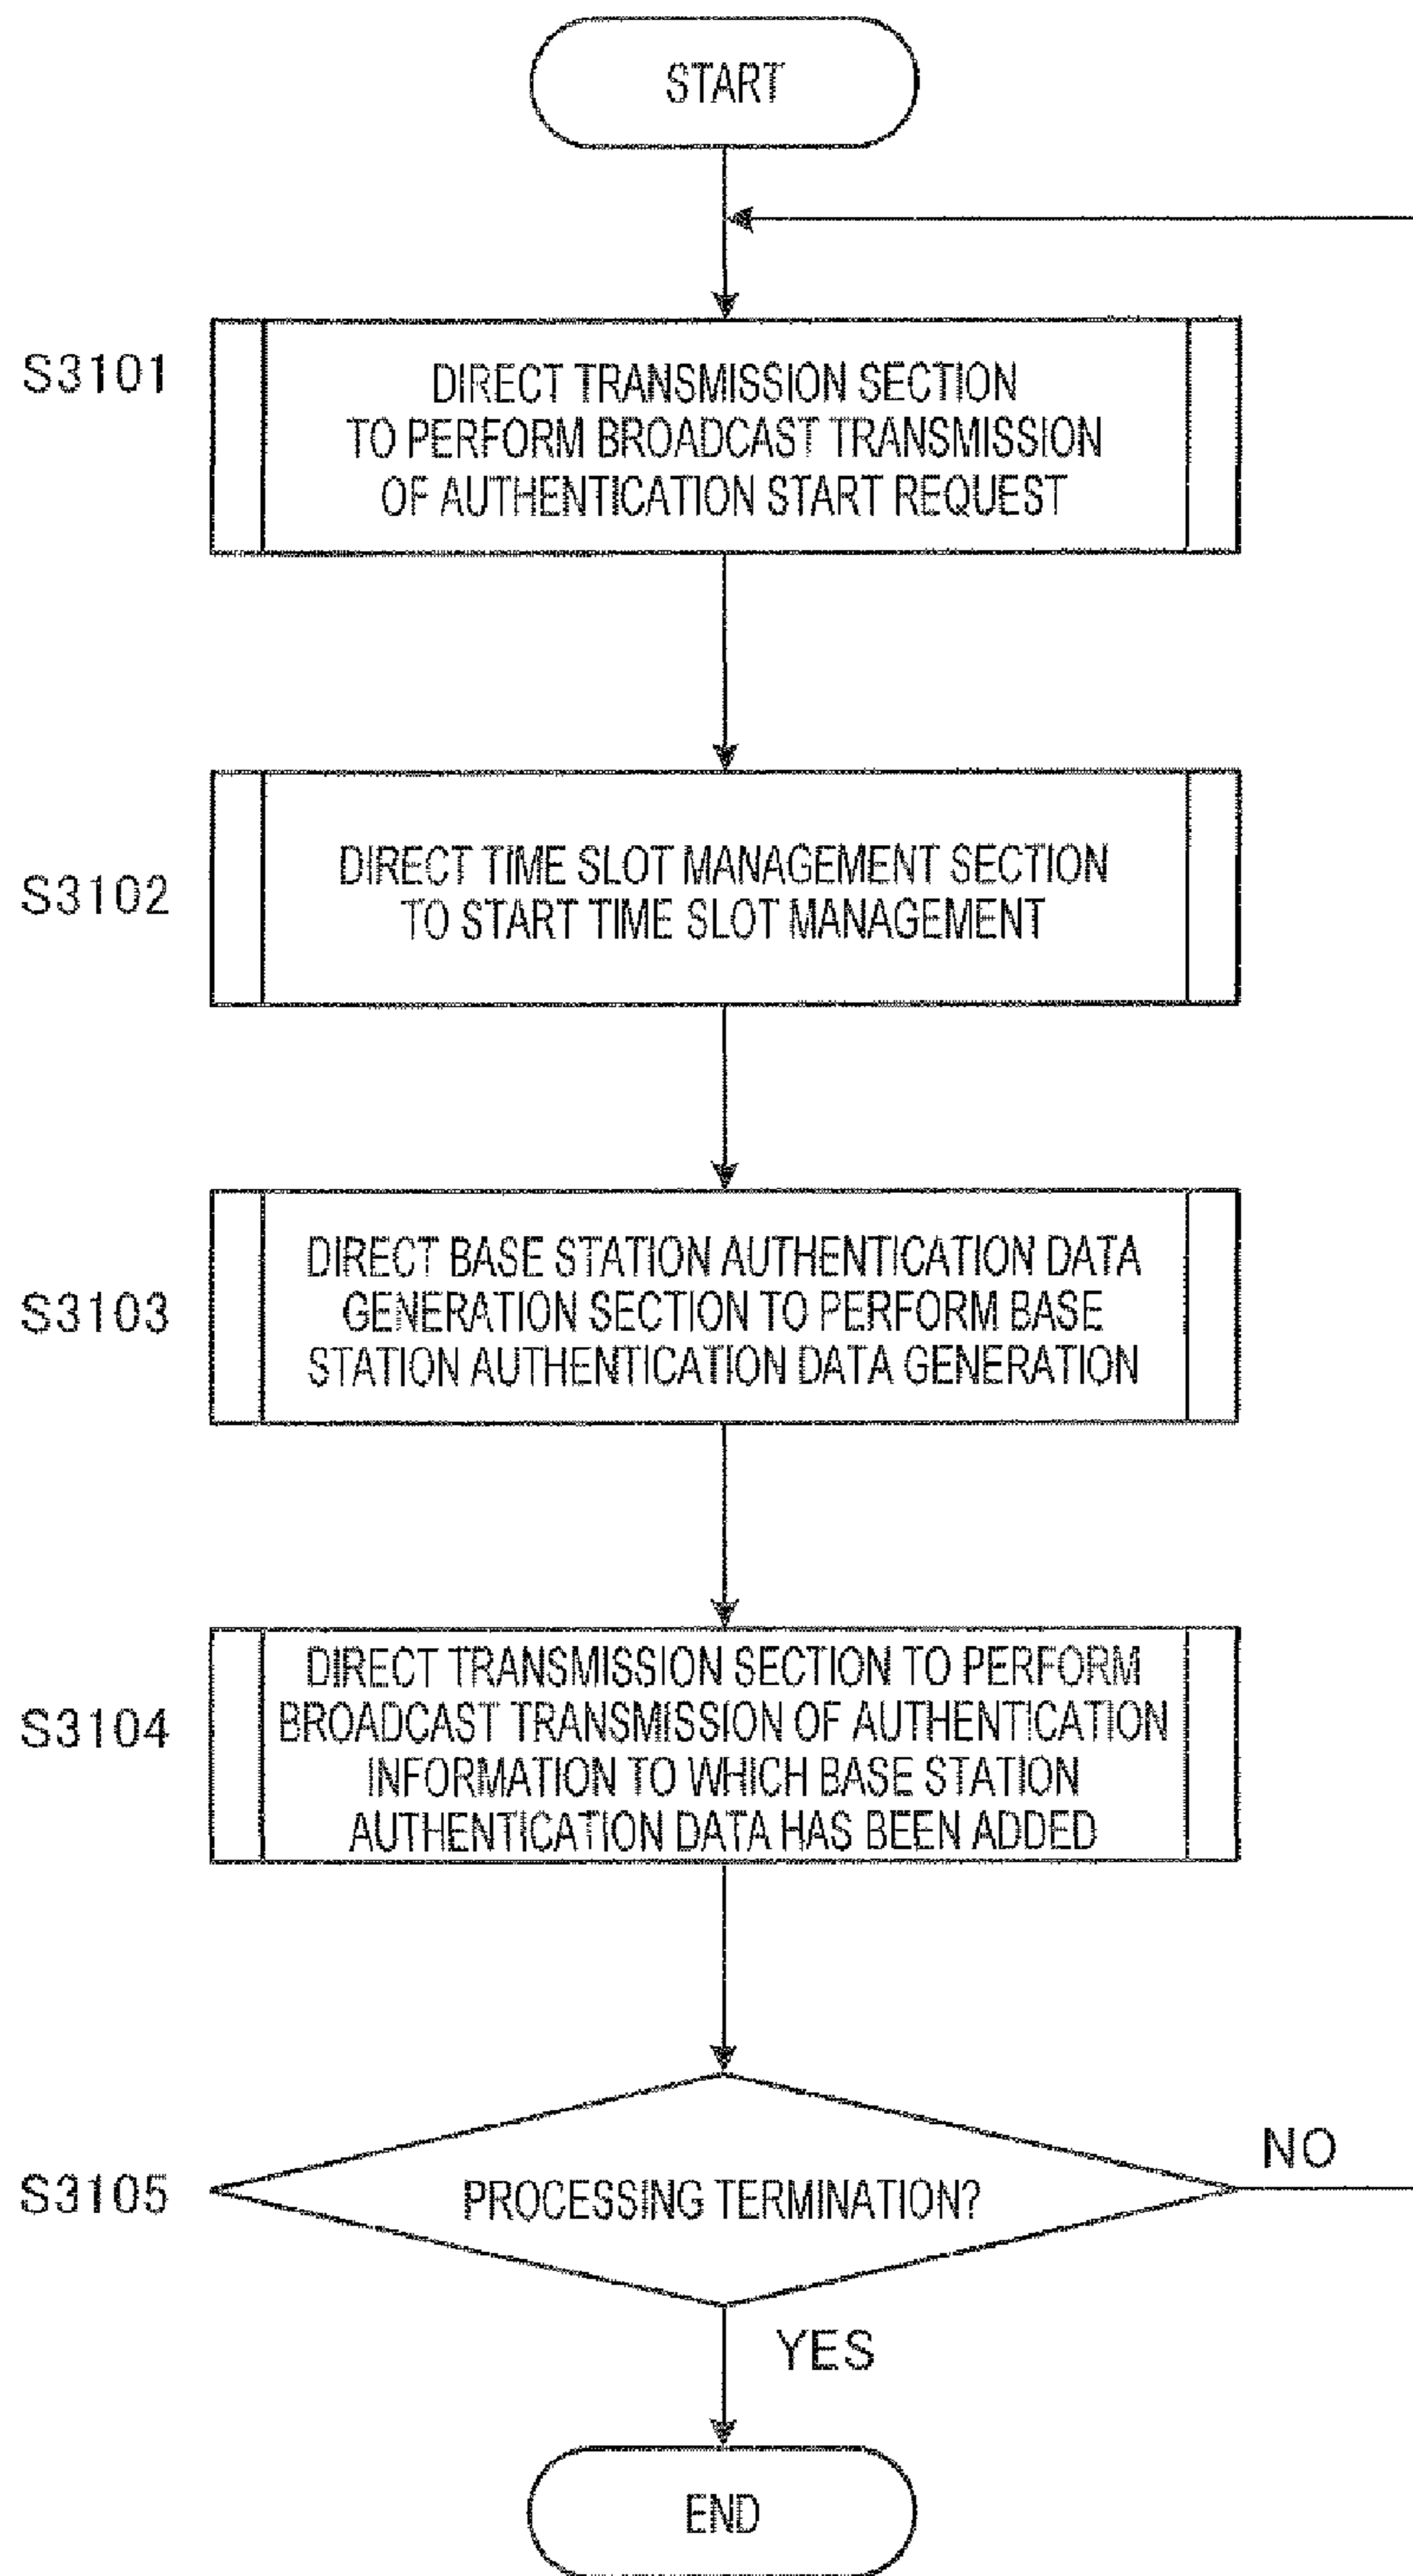 START
S3101
DIRECT TRANSMISSION SECTION
TO PERFORM BROADCAST TRANSMISSION
OF AUTHENTICATION START REQUEST
S3102
DIRECT TIME SLOT MANAGEMENT SECTION
TO START TIME SLOT MANAGEMENT
S3103
DIRECT BASE STATION AUTHENTICATION DATA
GENERATION SECTION TO PERFORM BASE
STATION AUTHENTICATION DATA GENERATION
S3104
DIRECT TRANSMISSION SECTION TO PERFORM
BROADCAST TRANSMISSION OF AUTHENTICATION
INFORMATION TO WHICH BASE STATION
AUTHENTICATION DATA HAS BEEN ADDED
S3105
PROCESSING TERMINATION?
NO
YES
END